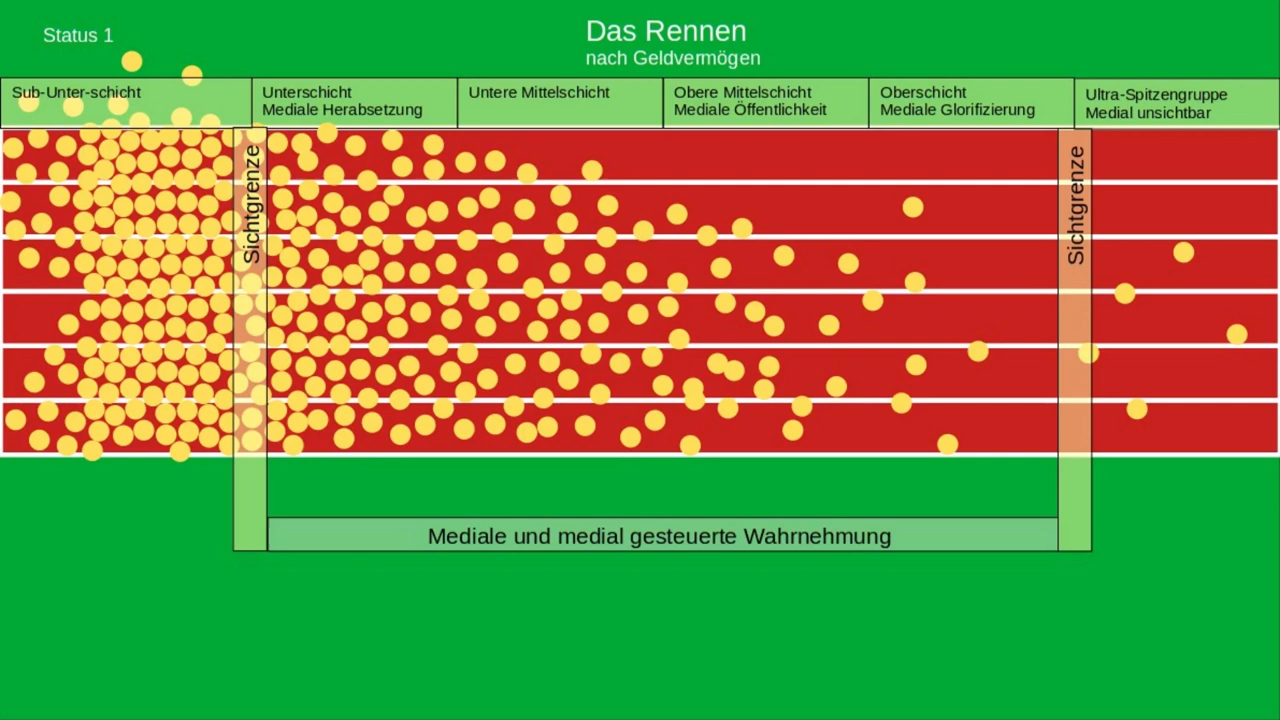 Status 1
Das Rennen
nach Geldvermögen
Sub-Unter-schicht
Unterschicht
Mediale Herabsetzung
Untere Mittelschicht
Obere Mittelschicht
Mediale Öffentlichkeit
Oberschicht
Mediale Glorifizierung
Ultra-Spitzengruppe
Medial unsichtbar
Sichtgrenze
Sichtgrenze
Mediale und medial gesteuerte Wahrnehmung